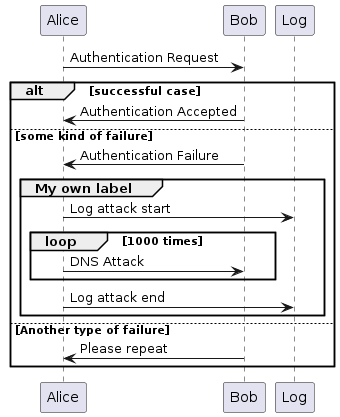 Alice Bob Log
Authentication Request
alt [successful case]
Authentication Accepted
[some kind of failure]
Authentication Failure
My own label
Log attack start
loop [1000 times]
DNS Attack
Log attack end
[Another type of failure]
Please repeat
Alice Bob Log